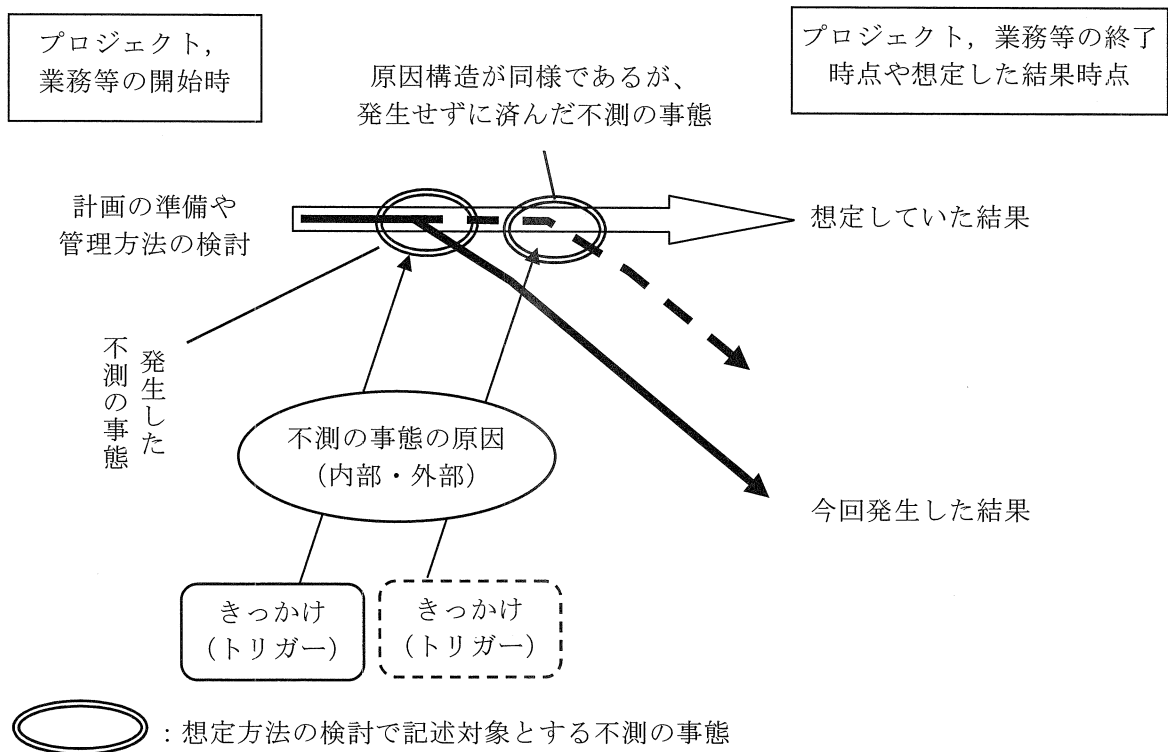 プロジェクト，
業務等の開始時
プロジェクト，業務等の終了
時点や想定した結果時点
原因構造が同様であるが、
発生せずに済んだ不測の事態
計画の準備や
管理方法の検討
想定していた結果
発生した
不測の事態
不測の事態の原因
（内部・外部）
今回発生した結果
きっかけ
（トリガー）
きっかけ
（トリガー）
：想定方法の検討で記述対象とする不測の事態